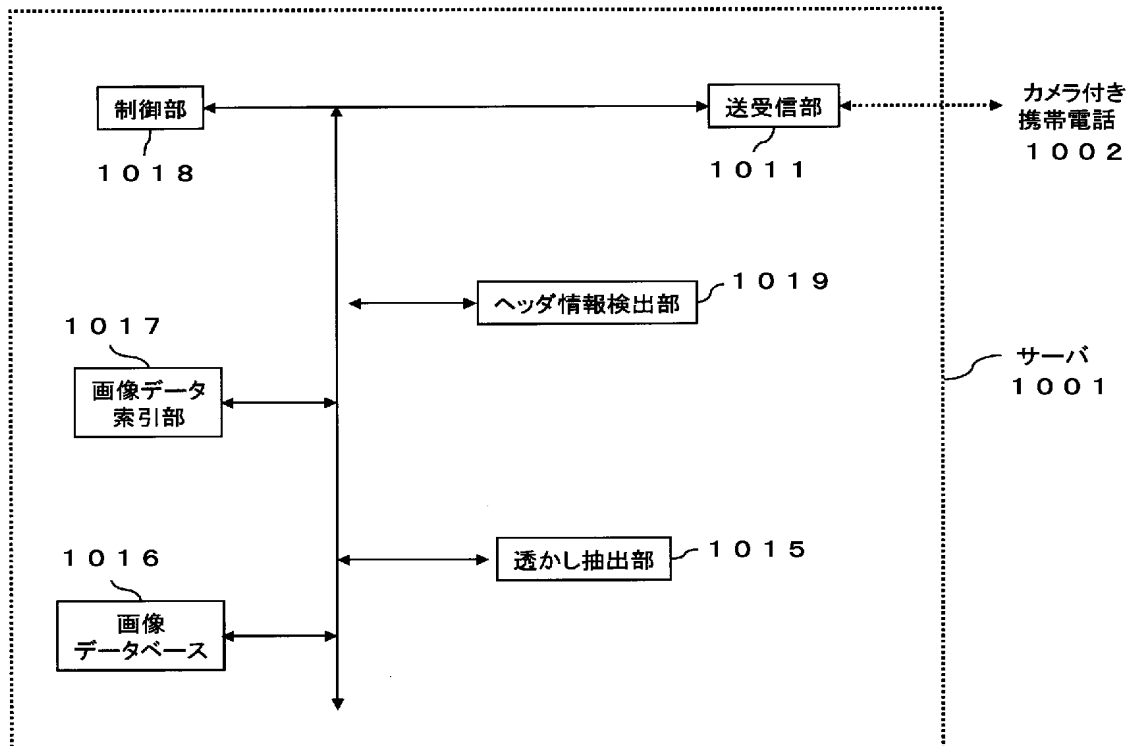 制御部
1018
送受信部
1011
カメラ付き
携帯電話
1002
ヘッダ情報検出部
1019
1017
画像データ
索引部
サーバ
1001
1016
画像
データベース
透かし抽出部
1015